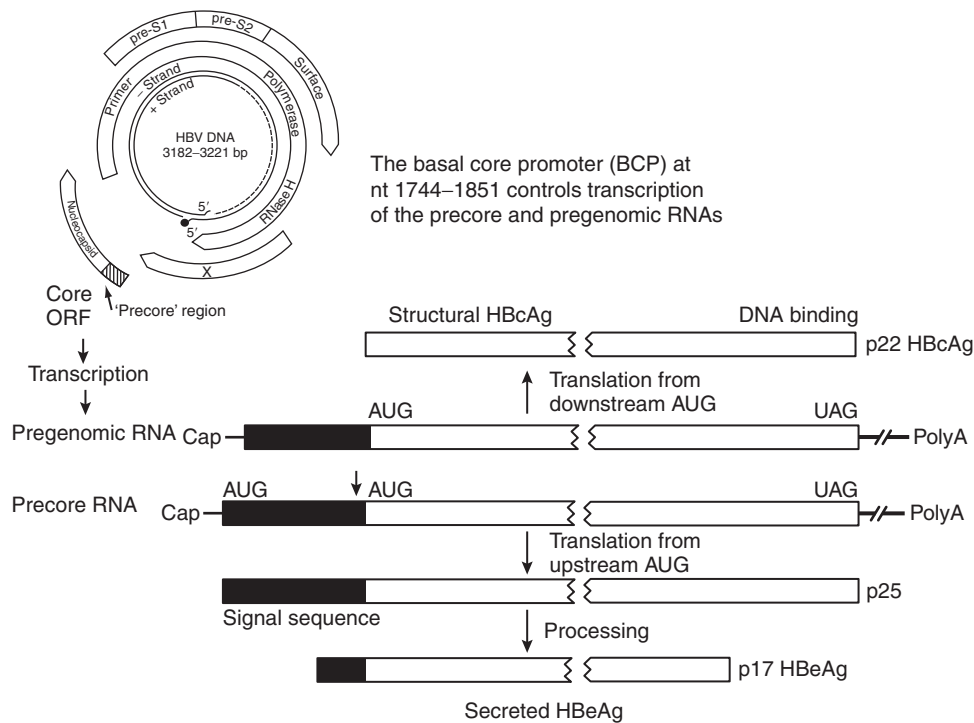 pre-S1
pre-S2
Surface
Primer
Polymerase
RNase H
– Strand
+ Strand
HBV DNA
3182–3221 bp
5′
5′
X
Nucleocapsid
The basal core promoter (BCP) at
nt 1744–1851 controls transcription
of the precore and pregenomic RNAs
Core
ORF
'Precore' region
Transcription
Structural HBcAg
DNA binding
p22 HBcAg
Translation from
downstream AUG
AUG
UAG
Pregenomic RNA
Cap
PolyA
AUG
AUG
UAG
Precore RNA
Cap
PolyA
Translation from
upstream AUG
p25
Signal sequence
Processing
p17 HBeAg
Secreted HBeAg